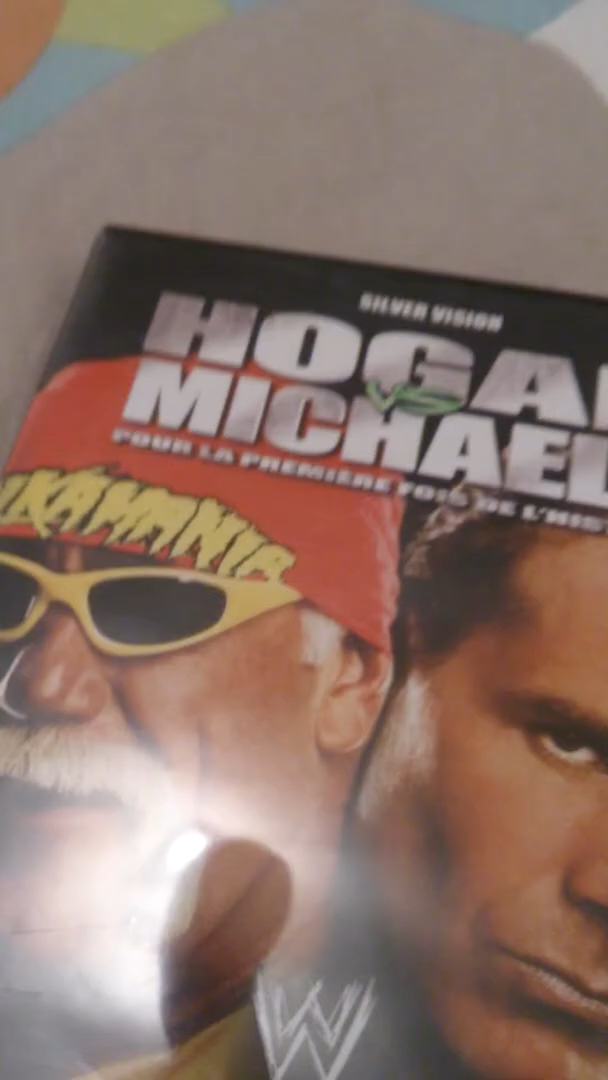 SILVER VISION
HOGA
VS
MICHAEL
POUR LA PREMIÈRE FOIS DE L'HIS
KAMANIA
W